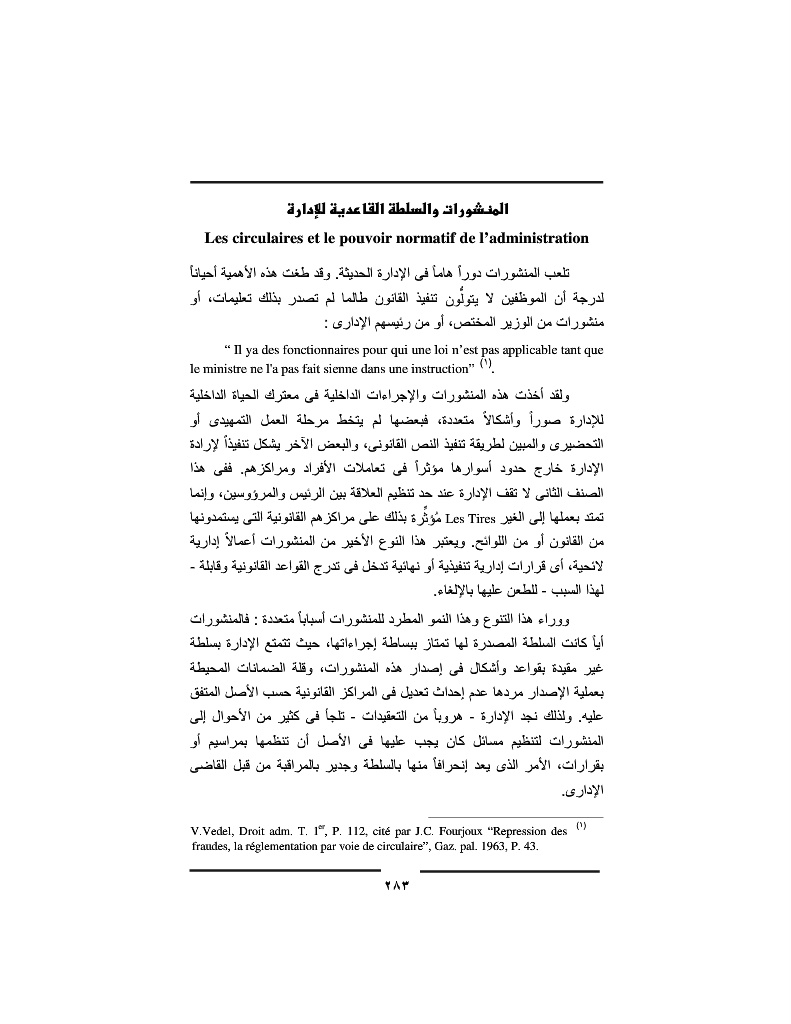 المنشورات والسلطة القاعدية للإدارة
Les circulaires et le pouvoir normatif de l’administration
تلعب المنشورات دوراً هاماً فى الإدارة الحديثة. وقد طغت هذه الأهمية أحياناً
لدرجة أن الموظفين لا يتولُّون تنفيذ القانون طالما لم تصدر بذلك تعليمات، أو
منشورات من الوزير المختص، أو من رئيسهم الإدارى :
“ Il ya des fonctionnaires pour qui une loi n’est pas applicable tant que
le ministre ne l'a pas fait sienne dans une instruction” (١).
ولقد أخذت هذه المنشورات والإجراءات الداخلية فى معترك الحياة الداخلية
للإدارة صوراً وأشكالاً متعددة، فبعضها لم يتخط مرحلة العمل التمهيدى أو
التحضيرى والمبين لطريقة تنفيذ النص القانونى، والبعض الآخر يشكل تنفيذاً لإرادة
الإدارة خارج حدود أسوارها مؤثراً فى تعاملات الأفراد ومراكزهم. ففى هذا
الصنف الثانى لا تقف الإدارة عند حد تنظيم العلاقة بين الرئيس والمرؤوسين، وإنما
تمتد بعملها إلى الغير Les Tires مُؤثِّرة بذلك على مراكزهم القانونية التى يستمدونها
من القانون أو من اللوائح. ويعتبر هذا النوع الأخير من المنشورات أعمالاً إدارية
لائحية، أى قرارات إدارية تنفيذية أو نهائية تدخل فى تدرج القواعد القانونية وقابلة -
لهذا السبب - للطعن عليها بالإلغاء.
ووراء هذا التنوع وهذا النمو المطرد للمنشورات أسباباً متعددة : فالمنشورات
أياً كانت السلطة المصدرة لها تمتاز ببساطة إجراءاتها، حيث تتمتع الإدارة بسلطة
غير مقيدة بقواعد وأشكال فى إصدار هذه المنشورات، وقلة الضمانات المحيطة
بعملية الإصدار مردها عدم إحداث تعديل فى المراكز القانونية حسب الأصل المتفق
عليه. ولذلك نجد الإدارة - هروباً من التعقيدات - تلجأ فى كثير من الأحوال إلى
المنشورات لتنظيم مسائل كان يجب عليها فى الأصل أن تنظمها بمراسيم أو
بقرارات، الأمر الذى يعد إنحرافاً منها بالسلطة وجدير بالمراقبة من قبل القاضى
الإدارى.
(١) V.Vedel, Droit adm. T. 1er, P. 112, cité par J.C. Fourjoux “Repression des
fraudes, la réglementation par voie de circulaire”, Gaz. pal. 1963, P. 43.
٢٨٣